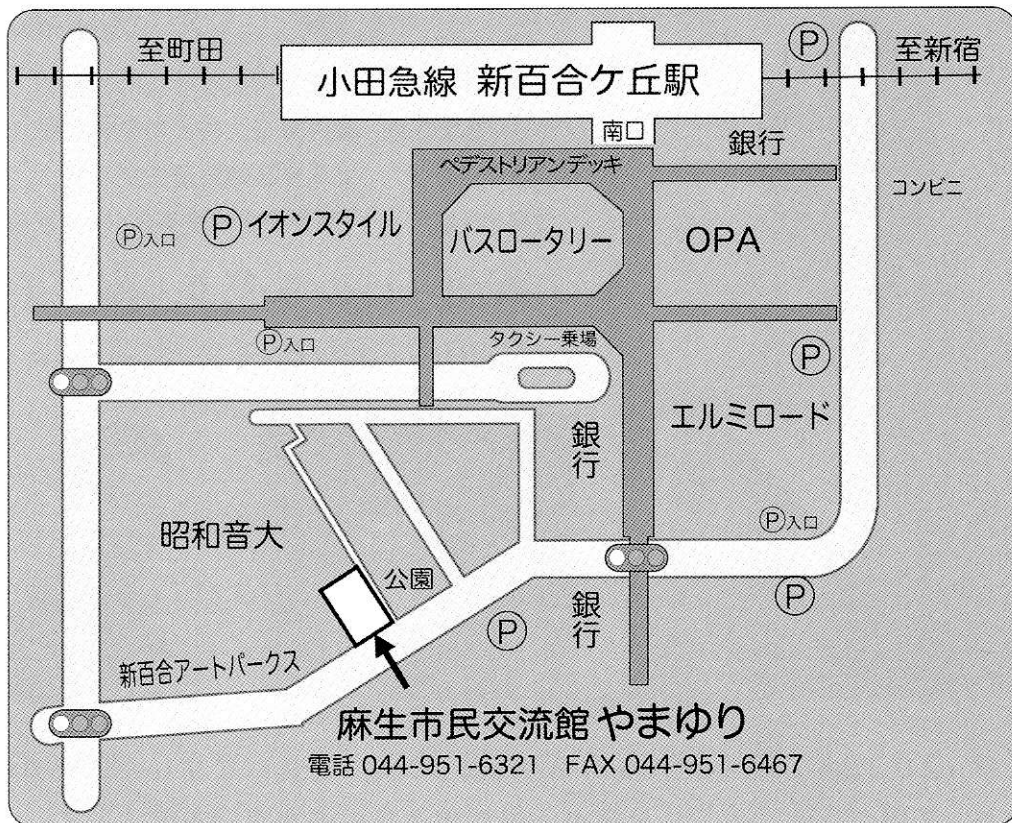 至町田
小田急線 新百合ケ丘駅
Ⓟ
至新宿
南口
銀行
ペデストリアンデッキ
コンビニ
Ⓟ入口
Ⓟ イオンスタイル
バスロータリー
OPA
Ⓟ入口
タクシー乗場
Ⓟ
エルミロード
銀行
昭和音大
Ⓟ入口
公園
Ⓟ
銀行
Ⓟ
新百合アートパークス
麻生市民交流館 やまゆり
電話 044-951-6321 FAX 044-951-6467